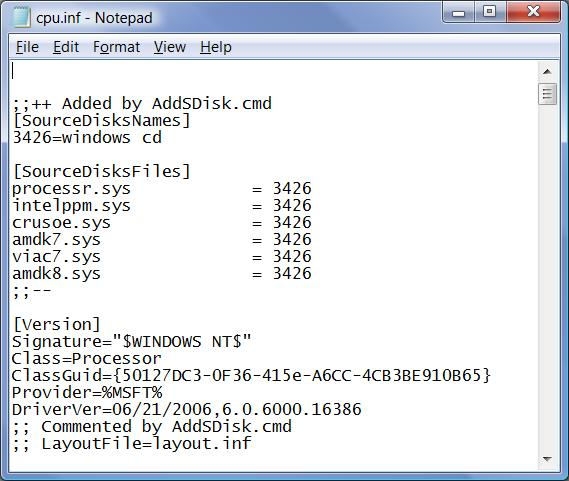 cpu.inf - Notepad
File Edit Format View Help
;;++ Added by AddSDisk.cmd
[SourceDisksNames]
3426=windows cd
[SourceDisksFiles]
processr.sys = 3426
intelppm.sys = 3426
crusoe.sys = 3426
amdk7.sys = 3426
viac7.sys = 3426
amdk8.sys = 3426
;;--
[Version]
Signature="$WINDOWS NT$"
Class=Processor
ClassGuid={50127DC3-0F36-415e-A6CC-4CB3BE910B65}
Provider=%MSFT%
DriverVer=06/21/2006,6.0.6000.16386
;; Commented by AddSDisk.cmd
;; LayoutFile=layout.inf